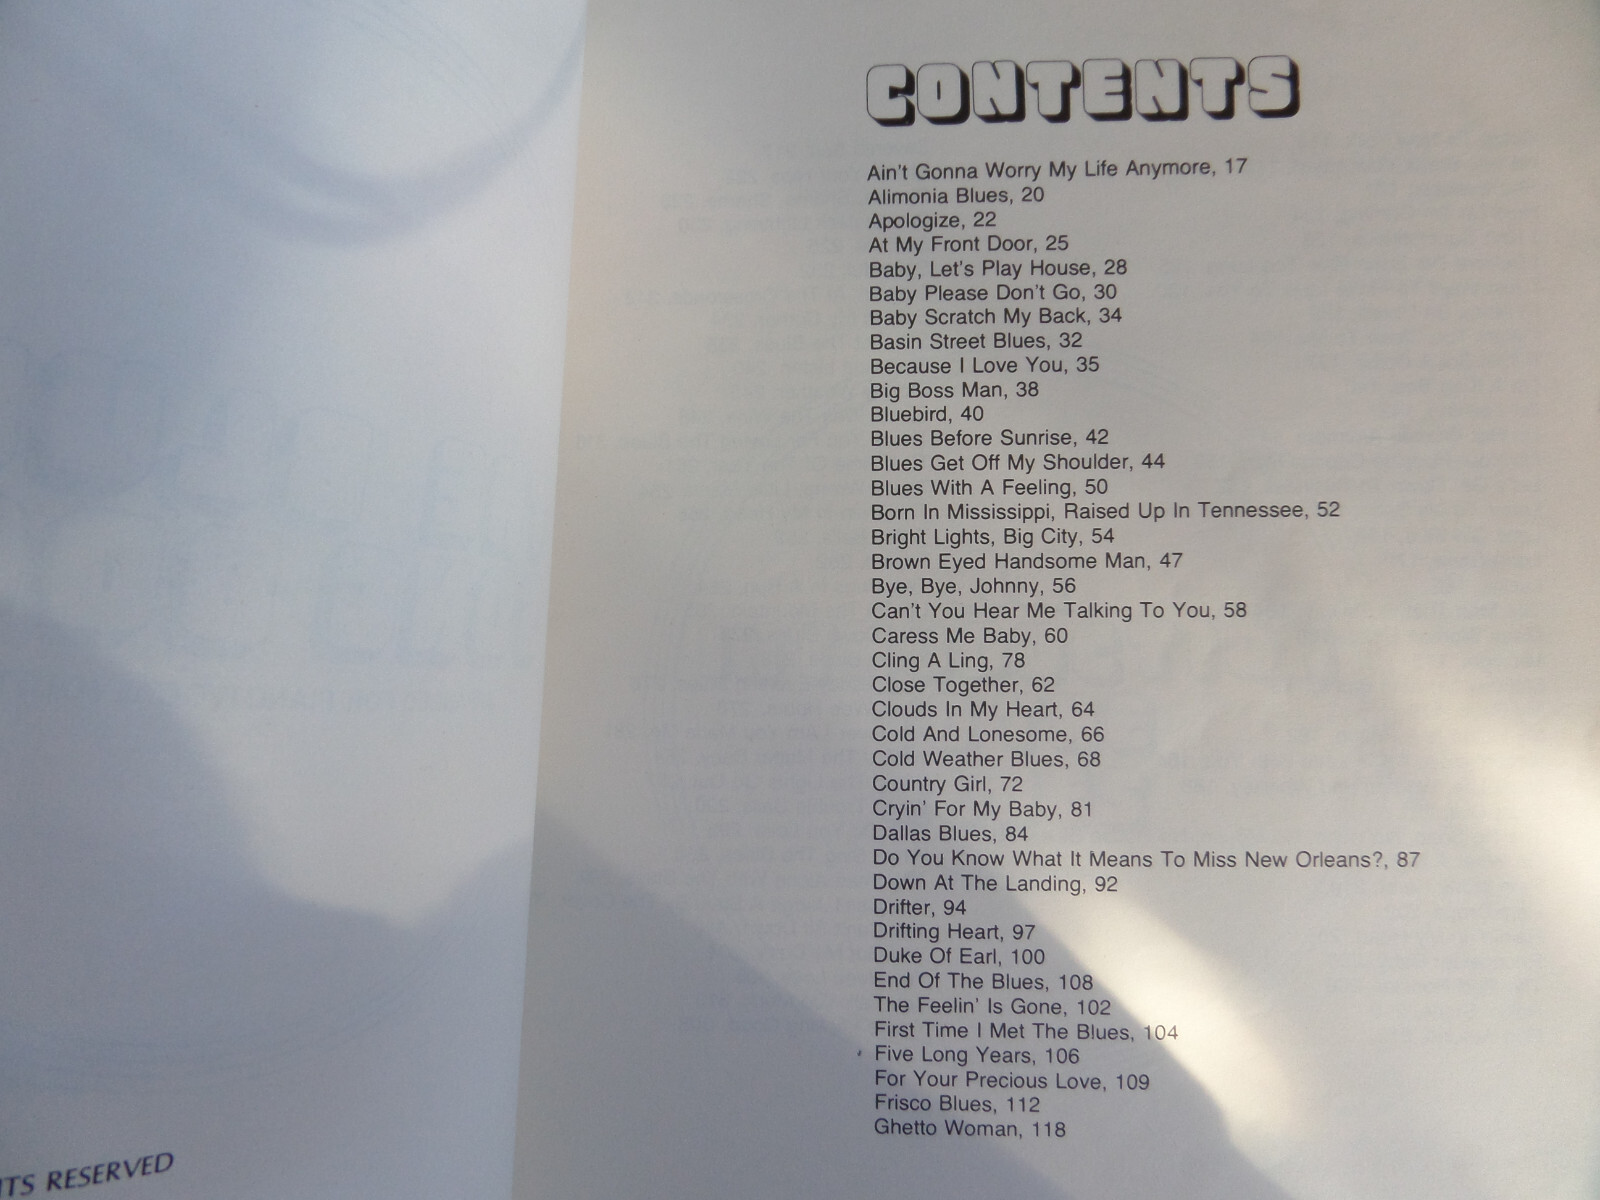 CONTENTS
Ain't Gonna Worry My Life Anymore, 17
Alimonia Blues, 20
Apologize, 22
At My Front Door, 25
Baby, Let's Play House, 28
Baby Please Don't Go, 30
Baby Scratch My Back, 34
Basin Street Blues, 32
Because I Love You, 35
Big Boss Man, 38
Bluebird, 40
Blues Before Sunrise, 42
Blues Get Off My Shoulder, 44
Blues With A Feeling, 50
Born In Mississippi, Raised Up In Tennessee, 52
Bright Lights, Big City, 54
Brown Eyed Handsome Man, 47
Bye, Bye, Johnny, 56
Can't You Hear Me Talking To You, 58
Caress Me Baby, 60
Cling A Ling, 78
Close Together, 62
Clouds In My Heart, 64
Cold And Lonesome, 66
Cold Weather Blues, 68
Country Girl, 72
Cryin' For My Baby, 81
Dallas Blues, 84
Do You Know What It Means To Miss New Orleans?, 87
Down At The Landing, 92
Drifter, 94
Drifting Heart, 97
Duke Of Earl, 100
End Of The Blues, 108
The Feelin' Is Gone, 102
First Time I Met The Blues, 104
Five Long Years, 106
For Your Precious Love, 109
Frisco Blues, 112
Ghetto Woman, 118
RESERVED